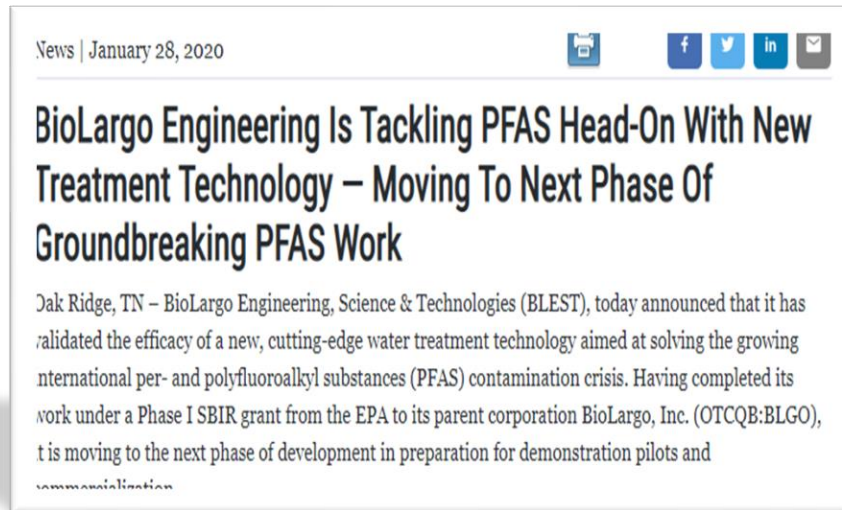 News | January 28, 2020
f in
BioLargo Engineering Is Tackling PFAS Head-On With New
Treatment Technology – Moving To Next Phase Of
Groundbreaking PFAS Work
Oak Ridge, TN – BioLargo Engineering, Science & Technologies (BLEST), today announced that it has
validated the efficacy of a new, cutting-edge water treatment technology aimed at solving the growing
international per- and polyfluoroalkyl substances (PFAS) contamination crisis. Having completed its
work under a Phase I SBIR grant from the EPA to its parent corporation BioLargo, Inc. (OTCQB:BLGO),
it is moving to the next phase of development in preparation for demonstration pilots and
commercialization